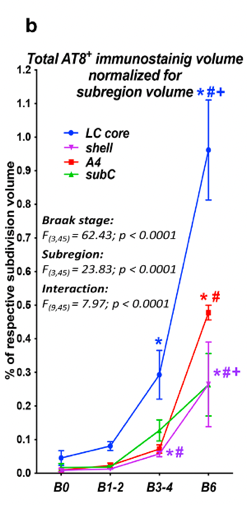 b
Total AT8+ immunostainig volume
normalized for
subregion volume
*#+
LC core
shell
A4
subC
Braak stage:
F(3,45) = 62.43; p < 0.0001
Subregion:
F(3,45) = 23.83; p < 0.0001
Interaction:
F(9,45) = 7.97; p < 0.0001
% of respective subdivision volume
1.2
1.1
1.0
0.9
0.8
0.7
0.6
0.5
0.4
0.3
0.2
0.1
0.0
*#
*
*#+
*#
B0
B1-2
B3-4
B6